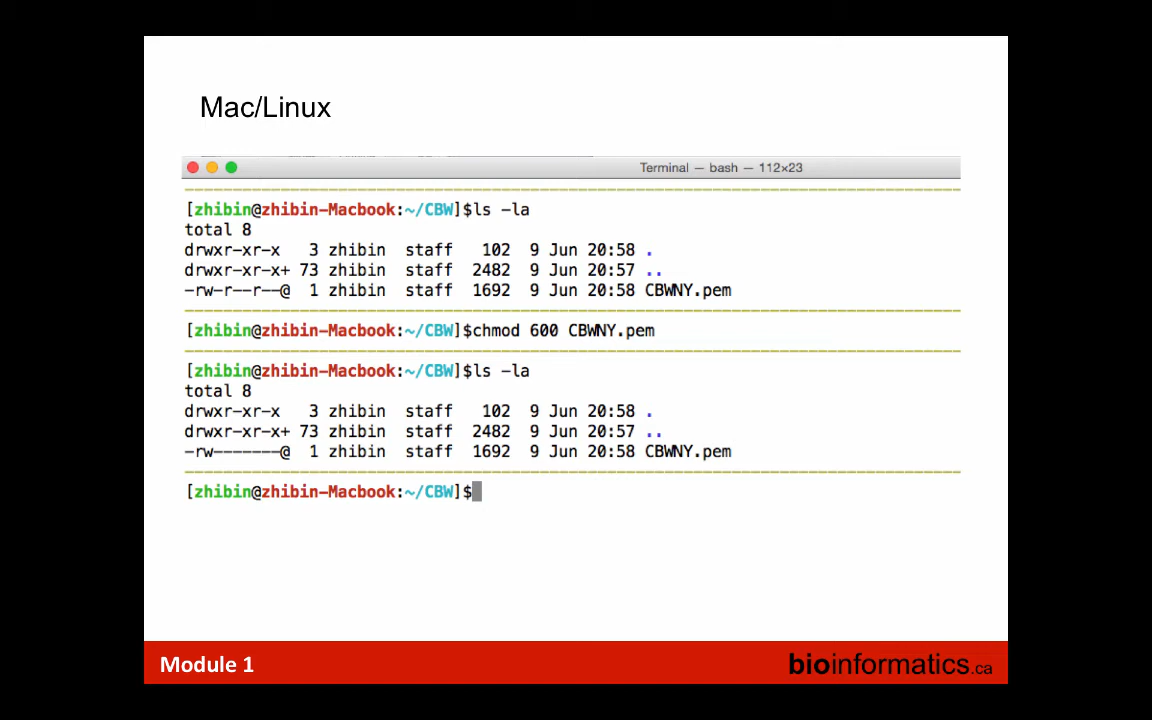 Mac/Linux
Terminal — bash — 112×23
[zhibin@zhibin-Macbook:~/CBW]$ls -la
total 8
drwxr-xr-x   3 zhibin  staff   102  9 Jun 20:58 .
drwxr-xr-x+ 73 zhibin  staff  2482  9 Jun 20:57 ..
-rw-r--r--@  1 zhibin  staff  1692  9 Jun 20:58 CBWNY.pem
[zhibin@zhibin-Macbook:~/CBW]$chmod 600 CBWNY.pem
[zhibin@zhibin-Macbook:~/CBW]$ls -la
total 8
drwxr-xr-x   3 zhibin  staff   102  9 Jun 20:58 .
drwxr-xr-x+ 73 zhibin  staff  2482  9 Jun 20:57 ..
-rw-------@  1 zhibin  staff  1692  9 Jun 20:58 CBWNY.pem
[zhibin@zhibin-Macbook:~/CBW]$
Module 1
bioinformatics.ca